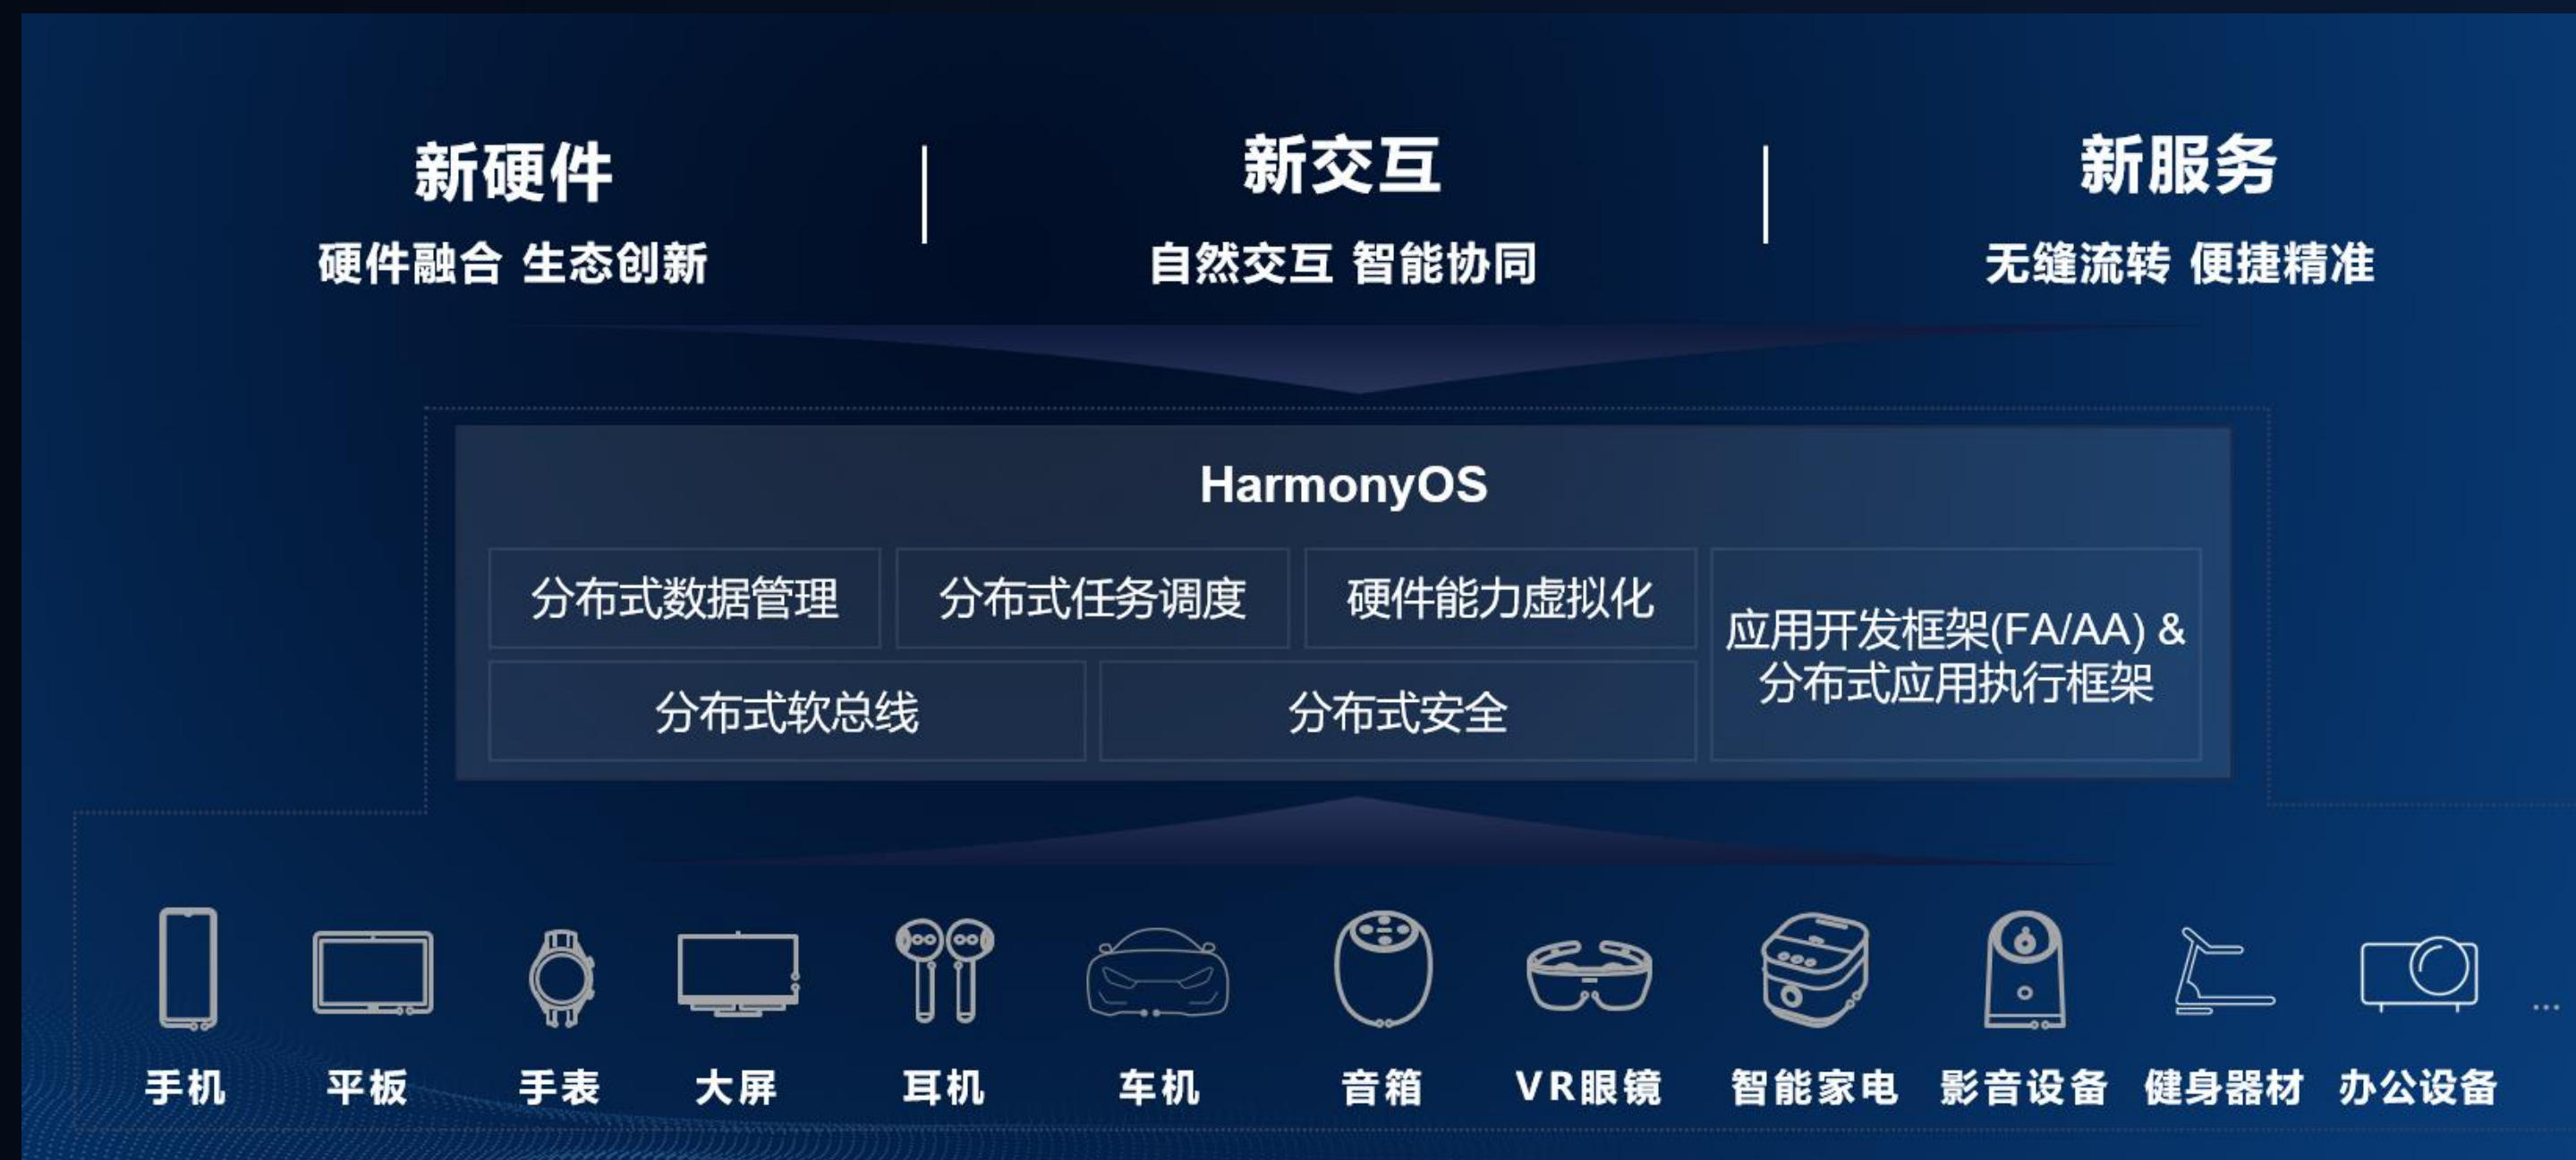 新硬件
硬件融合 生态创新
新交互
自然交互 智能协同
新服务
无缝流转 便捷精准
HarmonyOS
分布式数据管理
分布式任务调度
硬件能力虚拟化
应用开发框架(FA/AA) &
分布式应用执行框架
分布式软总线
分布式安全
手机
平板
手表
大屏
耳机
车机
音箱
VR眼镜
智能家电
影音设备
健身器材
办公设备
...